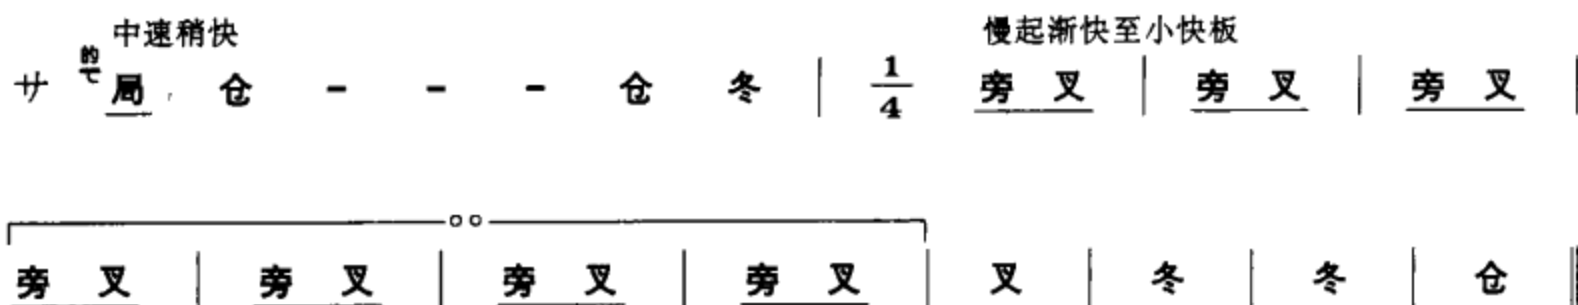 中速稍快 慢起渐快至小快板
サ 的 局 仓 - - - 仓 冬 | 1/4 旁 叉 | 旁 叉 | 旁 叉 |
旁 叉 | 旁 叉 | 旁 叉 | 旁 叉 | 叉 | 冬 | 冬 | 仓 ‖